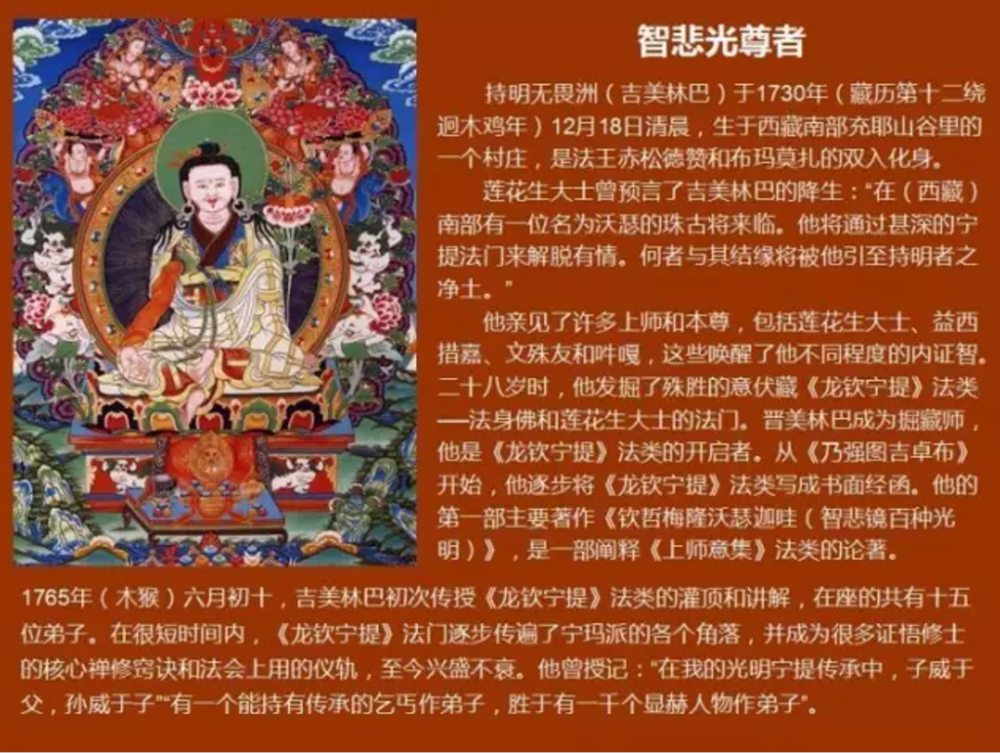 智悲光尊者
持明无畏洲（吉美林巴）于1730年（藏历第十二绕
迥木鸡年）12月18日清晨，生于西藏南部充耶山谷里的
一个村庄，是法王赤松德赞和布玛莫扎的双入化身。
莲花生大士曾预言了吉美林巴的降生：“在（西藏）
南部有一位名为沃瑟的珠古将来临。他将通过甚深的宁
提法门来解脱有情。何者与其结缘将被他引至持明者之
净土。”
他亲见了许多上师和本尊，包括莲花生大士、益西
措嘉、文殊友和吽嘎，这些唤醒了他不同程度的内证智。
二十八岁时，他发掘了殊胜的意伏藏《龙钦宁提》法类
──法身佛和莲花生大士的法门。晋美林巴成为掘藏师，
他是《龙钦宁提》法类的开启者。从《乃强图吉卓布》
开始，他逐步将《龙钦宁提》法类写成书面经函。他的
第一部主要著作《钦哲梅隆沃瑟迦哇（智悲镜百种光
明）》，是一部阐释《上师意集》法类的论著。
1765年（木猴）六月初十，吉美林巴初次传授《龙钦宁提》法类的灌顶和讲解，在座的共有十五
位弟子。在很短时间内，《龙钦宁提》法门逐步传遍了宁玛派的各个角落，并成为很多证悟修士
的核心禅修窍诀和法会上用的仪轨，至今兴盛不衰。他曾授记：“在我的光明宁提传承中，子威于
父，孙威于子”“有一个能持有传承的乞丐作弟子，胜于有一千个显赫人物作弟子”。